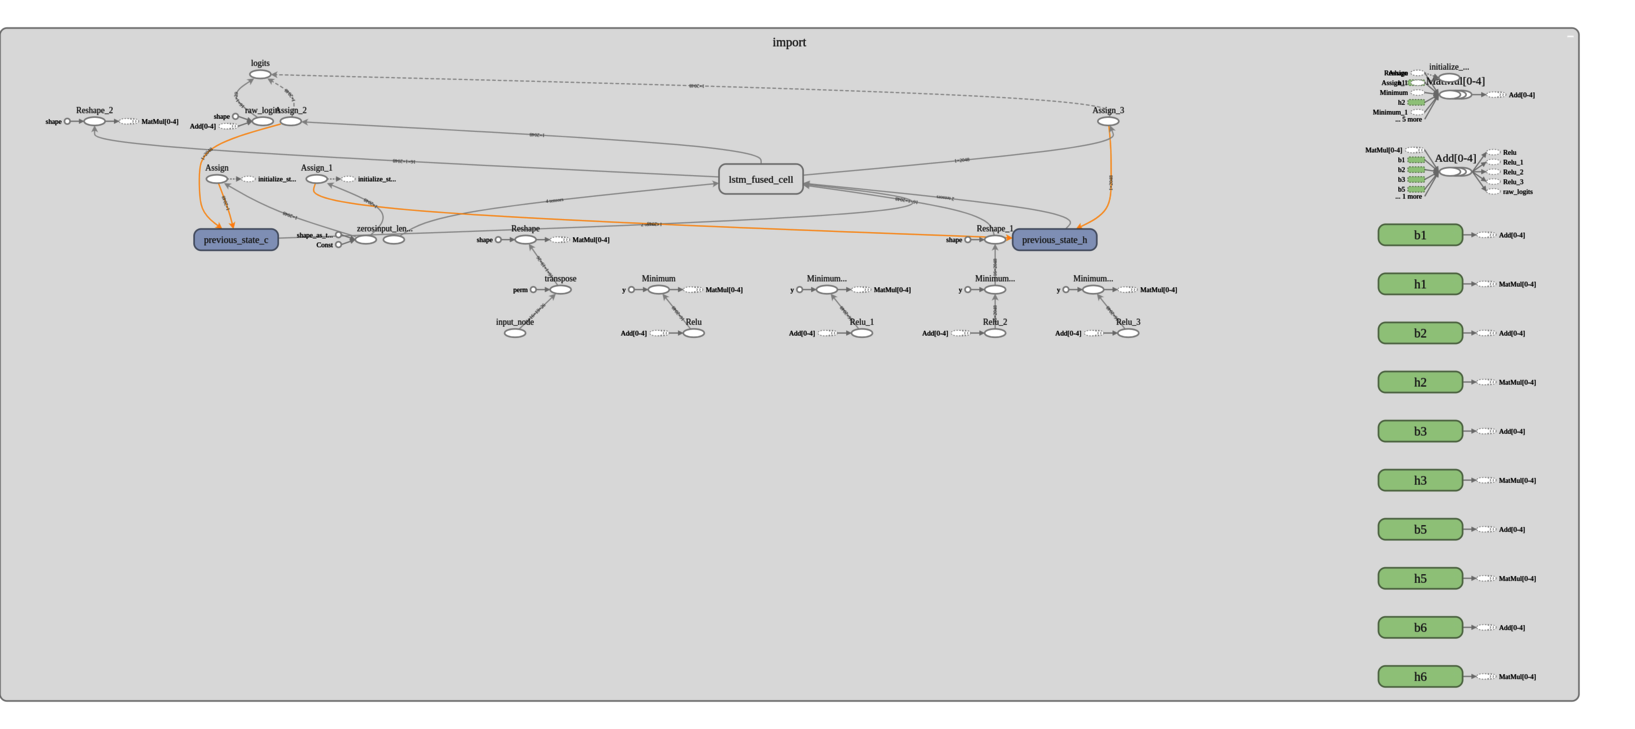 import
logits
Reshape_2
shape
MatMul[0-4]
shape
Add[0-4]
Assign_2
Assign_3
initialize_...
Assign_1
Minimum
h2
Minimum_1
... 5 more
Add[0-4]
Assign
initialize_st...
Assign_1
initialize_st...
lstm_fused_cell
MatMul[0-4]
b1
b2
b3
b5
... 1 more
Add[0-4]
Relu
Relu_1
Relu_2
Relu_3
raw_logits
previous_state_c
shape_as_t...
Const
input_len...
shape
Reshape
MatMul[0-4]
shape
Reshape_1
previous_state_h
perm
transpose
input_node
y
Minimum
MatMul[0-4]
Add[0-4]
Relu
y
Minimum...
MatMul[0-4]
Add[0-4]
Relu_1
y
Minimum...
Add[0-4]
Relu_2
y
Minimum...
MatMul[0-4]
Add[0-4]
Relu_3
b1 Add[0-4]
h1 MatMul[0-4]
b2 Add[0-4]
h2 MatMul[0-4]
b3 Add[0-4]
h3 MatMul[0-4]
b5 Add[0-4]
h5 MatMul[0-4]
b6 Add[0-4]
h6 MatMul[0-4]